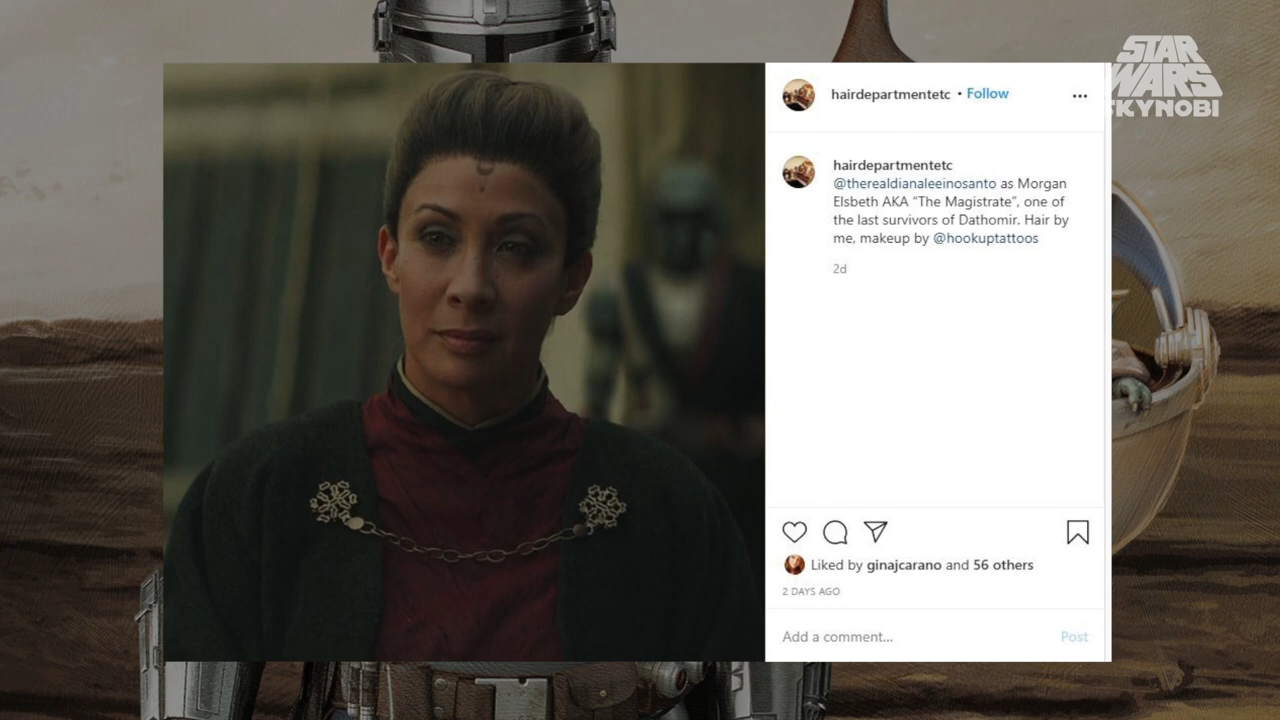 STAR
WARS
SKYNOBI
hairdepartmentetc • Follow
hairdepartmentetc
@therealdianaleeinosanto as Morgan
Elsbeth AKA “The Magistrate”, one of
the last survivors of Dathomir. Hair by
me, makeup by @hookuptattoos
2d
Liked by ginajcarano and 56 others
2 DAYS AGO
Add a comment...
Post